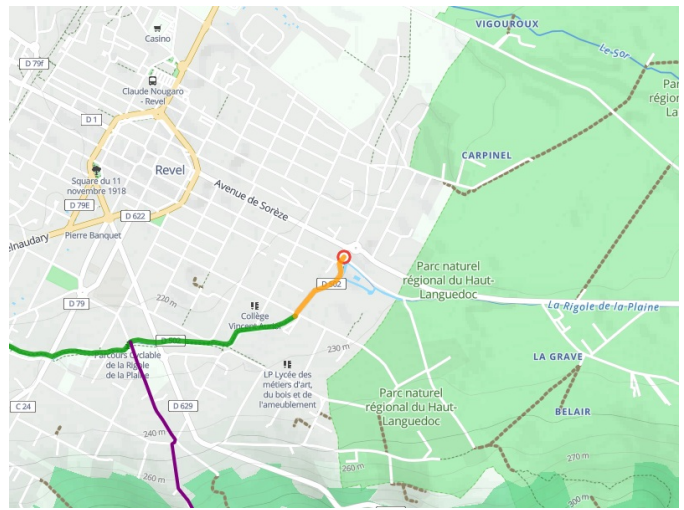 VIGOUROUX
Le Sor
Casino
D 79f
Claude Nougaro
- Revel
D 1
CARPINEL
Revel
Square du 11
novembre 1918
Avenue de Sorèze
D 79E
D 622
Pierre Banquet
elnaudary
Parc naturel
régional du Haut-
Languedoc
La Rigole de la Plaine
220 m
D 79
Collège
230 m
LA GRAVE
Parcours Cyclable
de la Rigole
de la Plaine
LP Lycée des
métiers d'art,
du bois et de
l'ameublement
Parc naturel
régional du Haut-
Languedoc
C 24
D 629
BELAIR
240 m
260 m
260 m
270 m
300 m